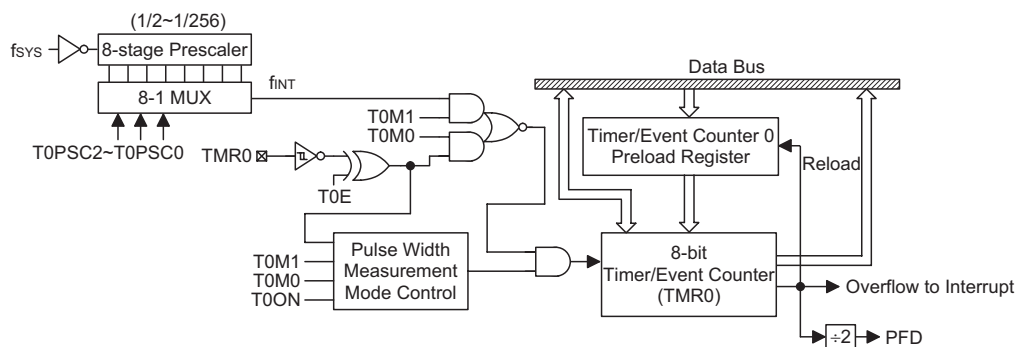 (1/2~1/256)
fSYS
8-stage Prescaler
8-1 MUX
fINT
T0PSC2~T0PSC0
T0M1
T0M0
TMR0
T0E
T0M1
T0M0
T0ON
Pulse Width
Measurement
Mode Control
Data Bus
Timer/Event Counter 0
Preload Register
Reload
8-bit
Timer/Event Counter
(TMR0)
Overflow to Interrupt
÷2
PFD